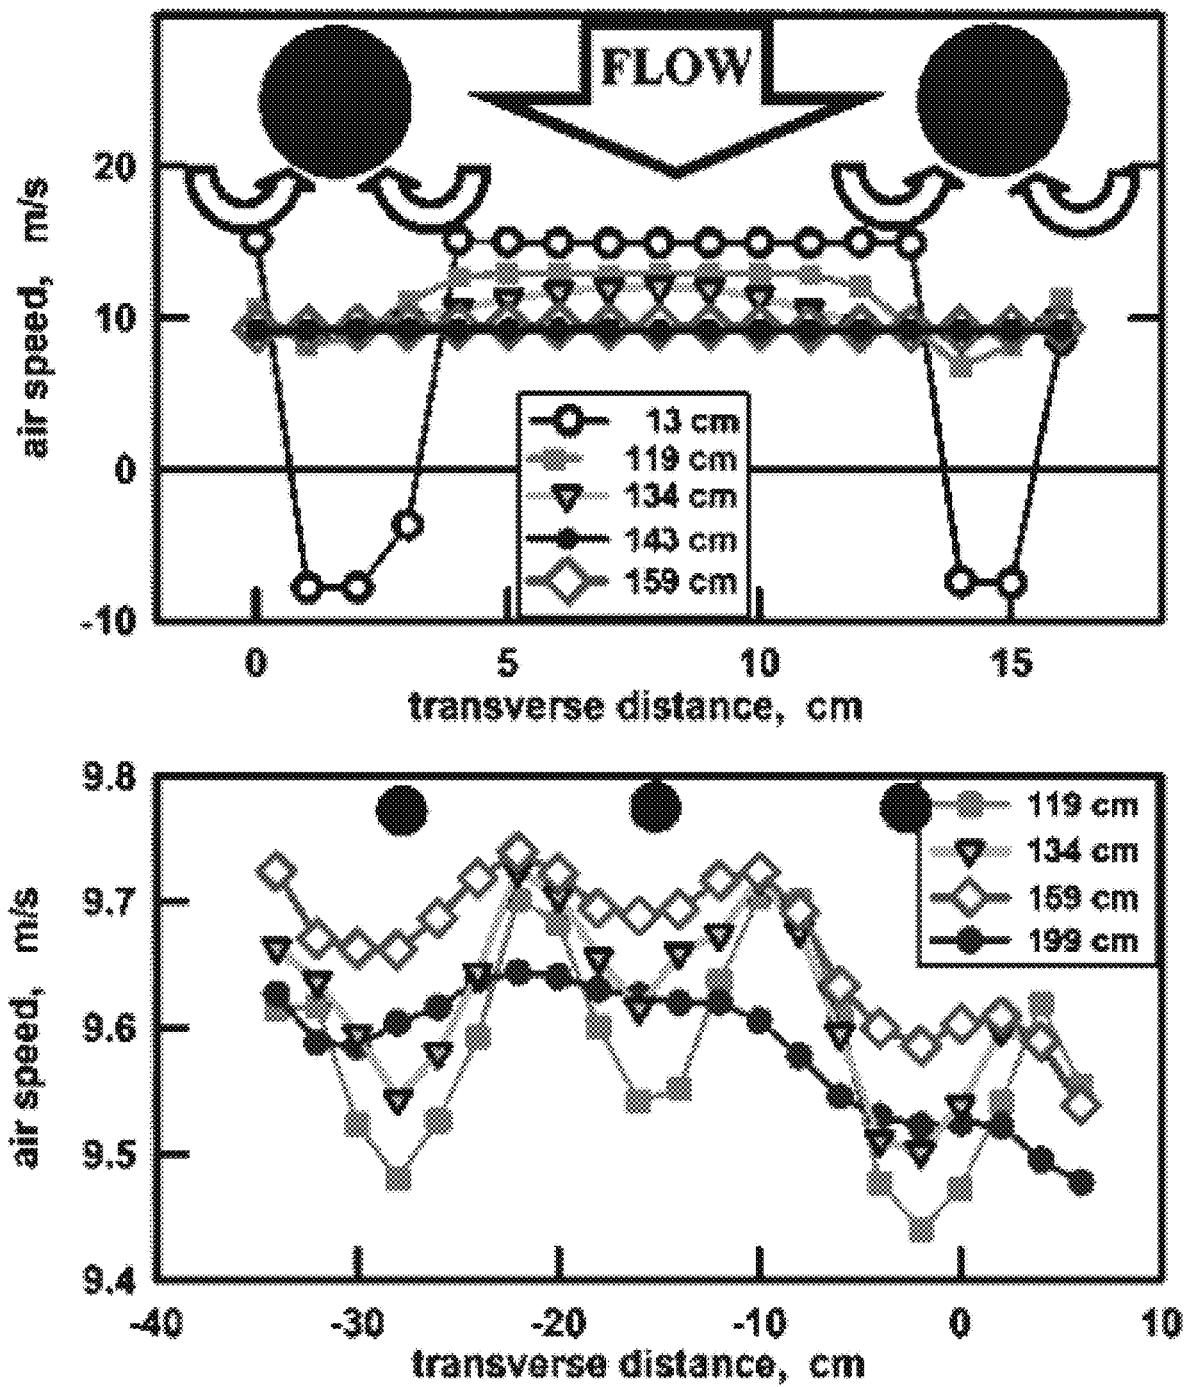 FLOW
20
10
0
-10
air speed, m/s
13 cm
119 cm
134 cm
143 cm
159 cm
0 5 10 15
transverse distance, cm
9.8
9.7
9.6
9.5
9.4
air speed, m/s
119 cm
134 cm
159 cm
199 cm
-40 -30 -20 -10 0 10
transverse distance, cm